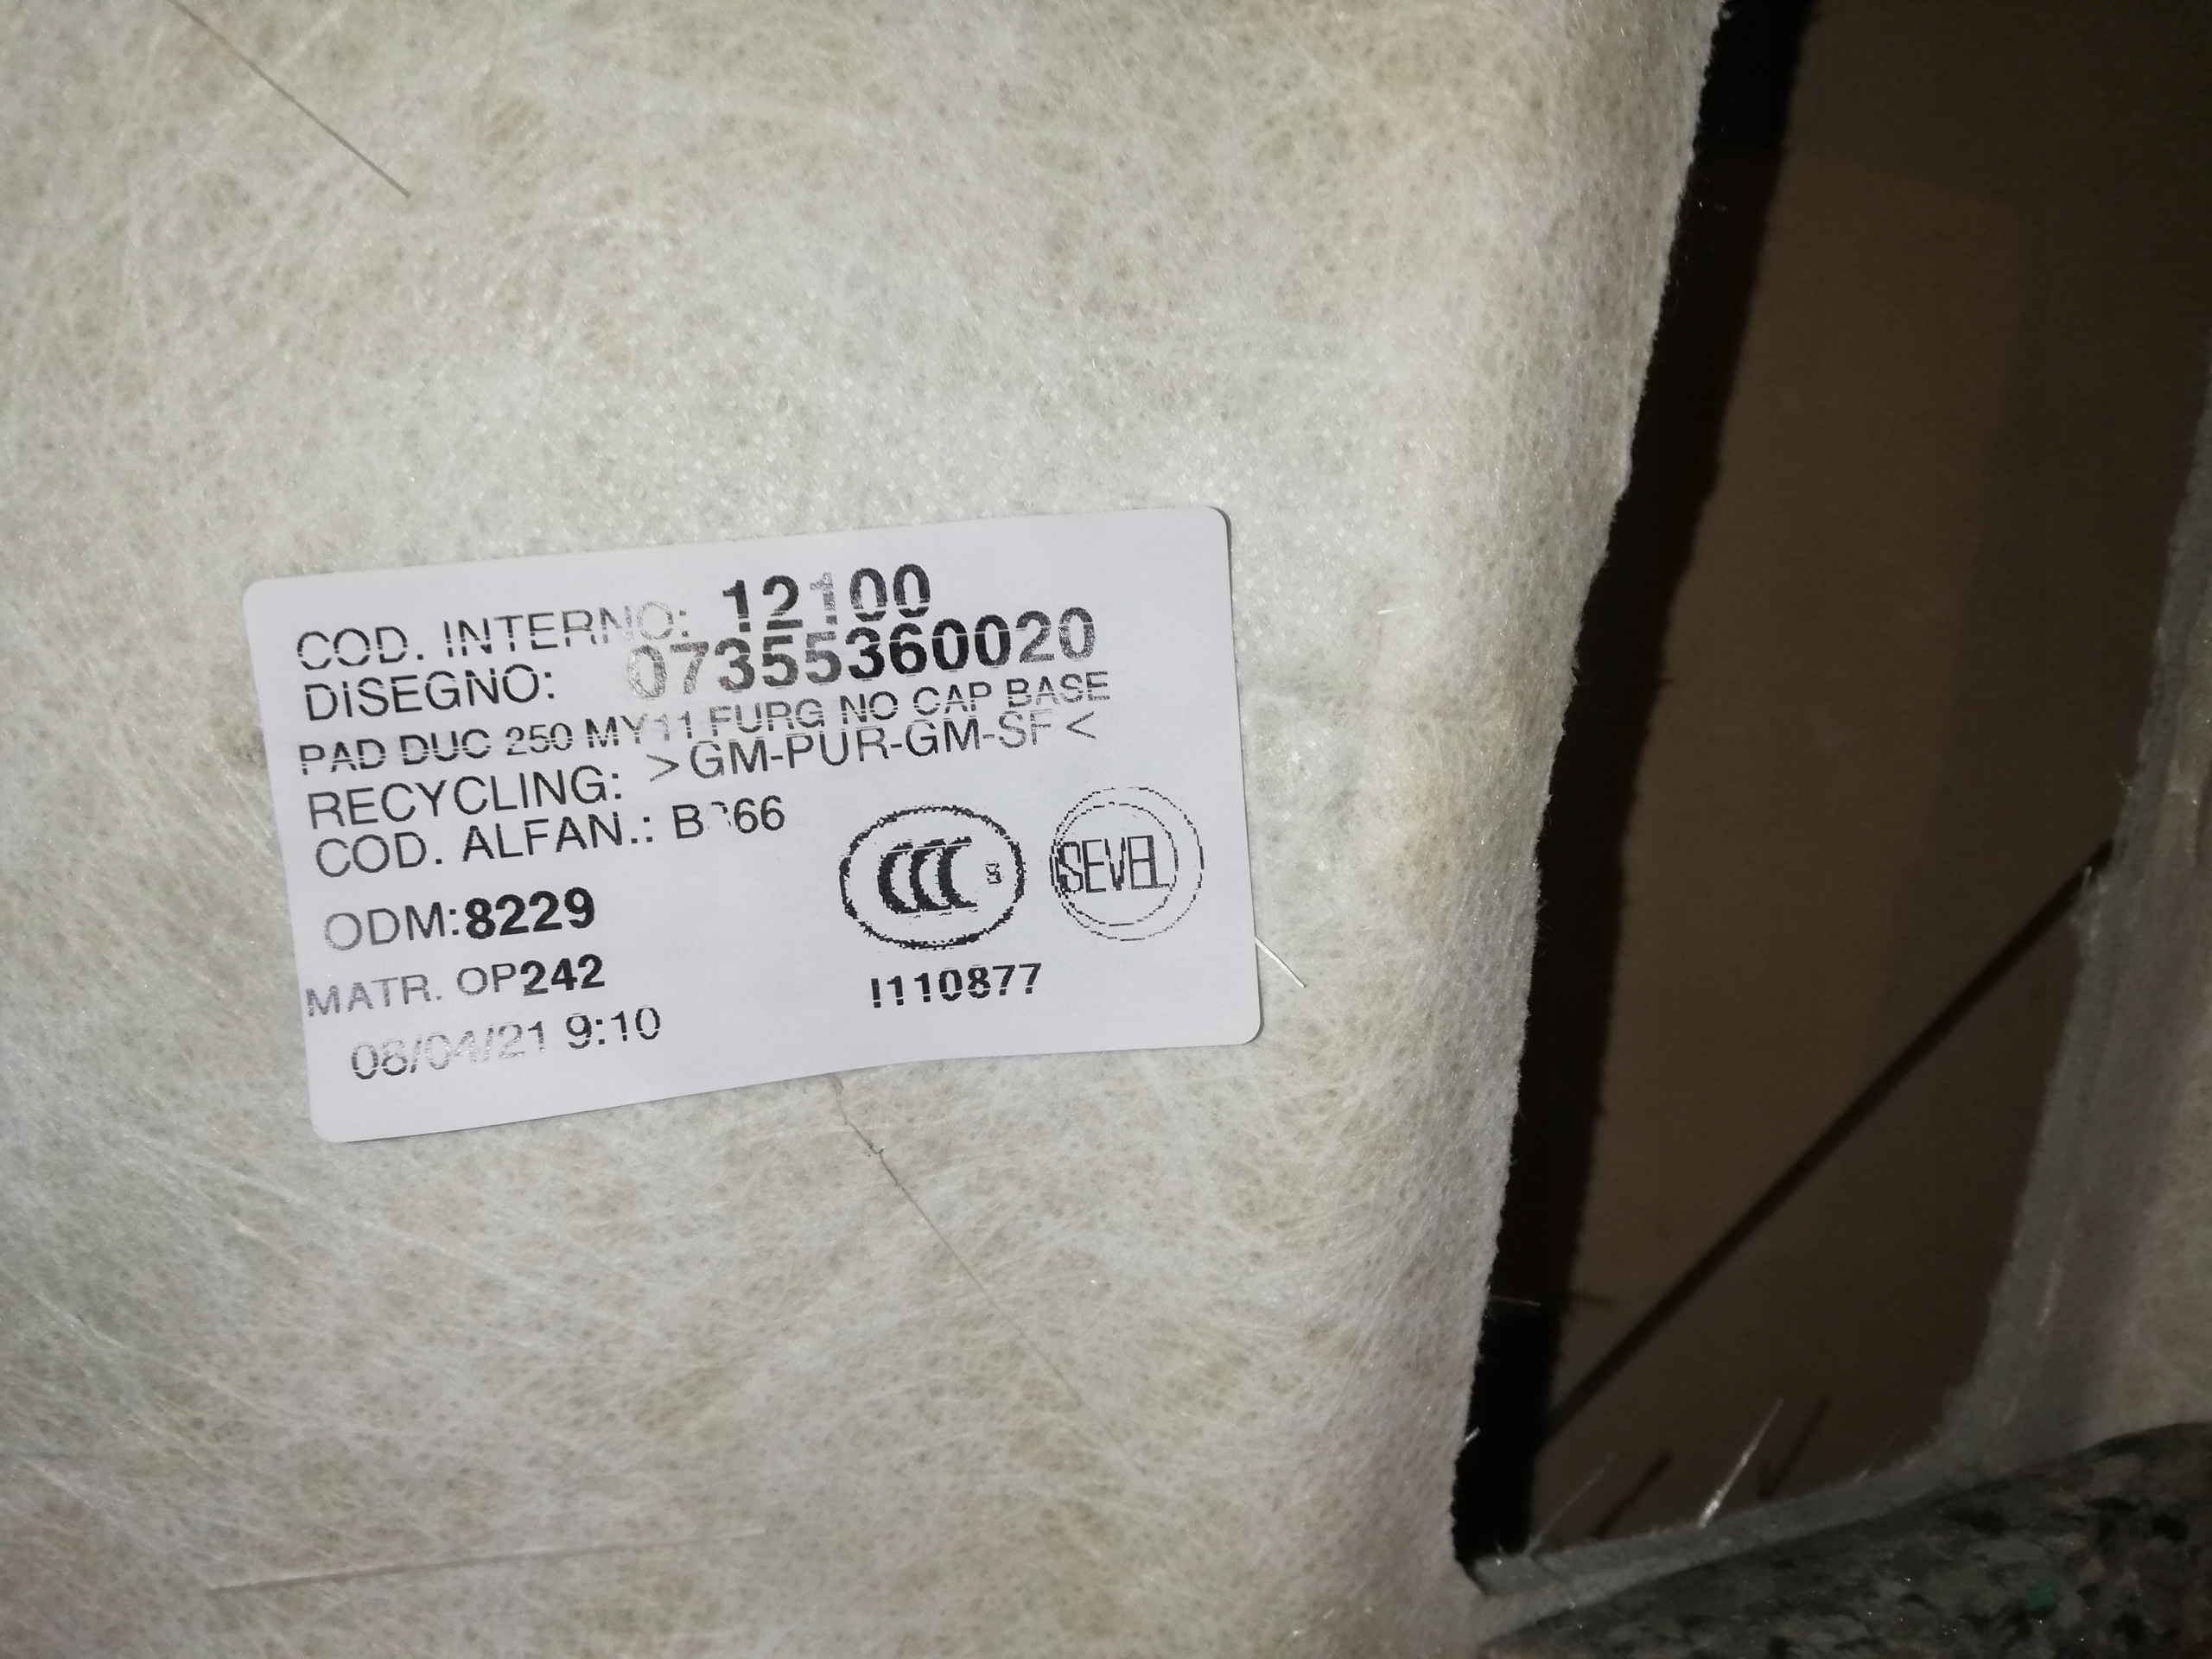 COD. INTERNO: 12100
DISEGNO: 07355360020
PAD DUC 250 MY11 FURG NO CAP BASE
RECYCLING: >GM-PUR-GM-SF<
COD. ALFAN.:
ODM:8229
CCC
SEVEL
MATR. OP242
I110877
08/04/21 9:10